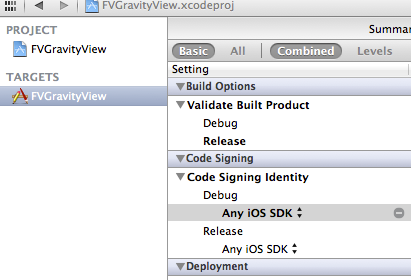 FVGravityView.xcodeproj
PROJECT
FVGravityView
TARGETS
FVGravityView
Summar
Basic All Combined Levels
Setting
Build Options
Validate Built Product
Debug
Release
Code Signing
Code Signing Identity
Debug
Any iOS SDK
Release
Any iOS SDK
Deployment